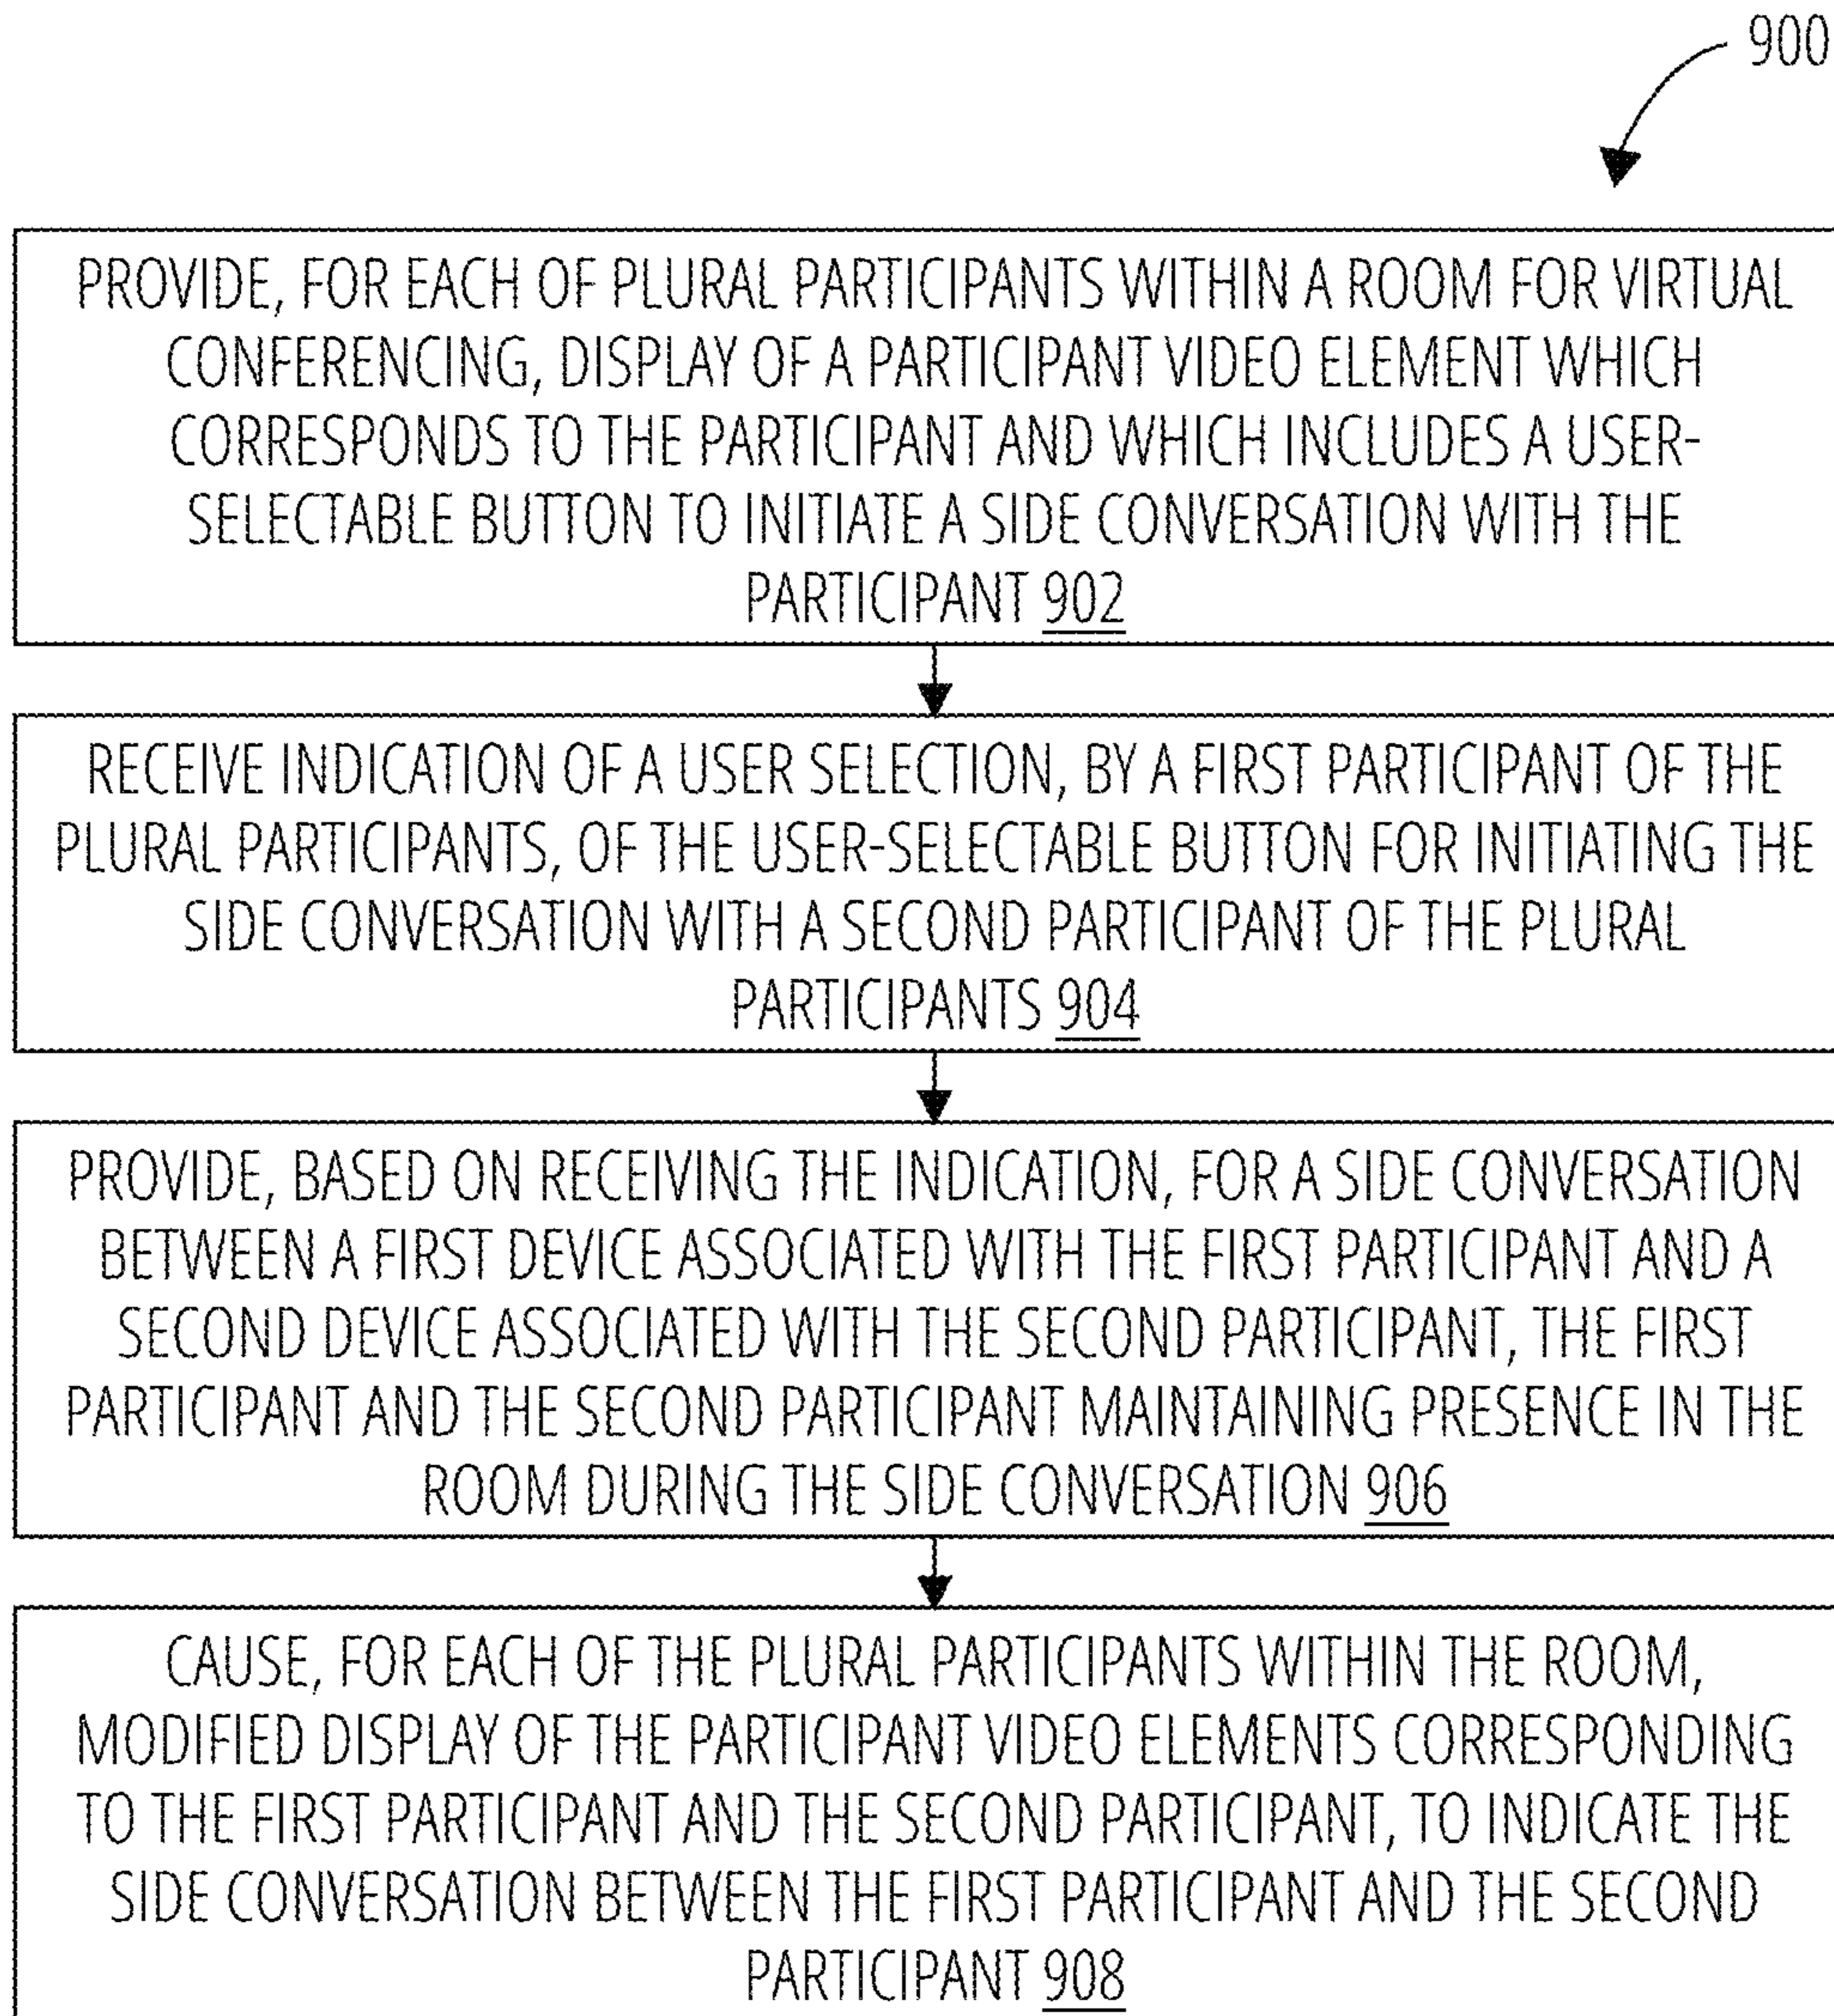 900
PROVIDE, FOR EACH OF PLURAL PARTICIPANTS WITHIN A ROOM FOR VIRTUAL
CONFERENCING, DISPLAY OF A PARTICIPANT VIDEO ELEMENT WHICH
CORRESPONDS TO THE PARTICIPANT AND WHICH INCLUDES A USER-
SELECTABLE BUTTON TO INITIATE A SIDE CONVERSATION WITH THE
PARTICIPANT 902
RECEIVE INDICATION OF A USER SELECTION, BY A FIRST PARTICIPANT OF THE
PLURAL PARTICIPANTS, OF THE USER-SELECTABLE BUTTON FOR INITIATING THE
SIDE CONVERSATION WITH A SECOND PARTICIPANT OF THE PLURAL
PARTICIPANTS 904
PROVIDE, BASED ON RECEIVING THE INDICATION, FOR A SIDE CONVERSATION
BETWEEN A FIRST DEVICE ASSOCIATED WITH THE FIRST PARTICIPANT AND A
SECOND DEVICE ASSOCIATED WITH THE SECOND PARTICIPANT, THE FIRST
PARTICIPANT AND THE SECOND PARTICIPANT MAINTAINING PRESENCE IN THE
ROOM DURING THE SIDE CONVERSATION 906
CAUSE, FOR EACH OF THE PLURAL PARTICIPANTS WITHIN THE ROOM,
MODIFIED DISPLAY OF THE PARTICIPANT VIDEO ELEMENTS CORRESPONDING
TO THE FIRST PARTICIPANT AND THE SECOND PARTICIPANT, TO INDICATE THE
SIDE CONVERSATION BETWEEN THE FIRST PARTICIPANT AND THE SECOND
PARTICIPANT 908